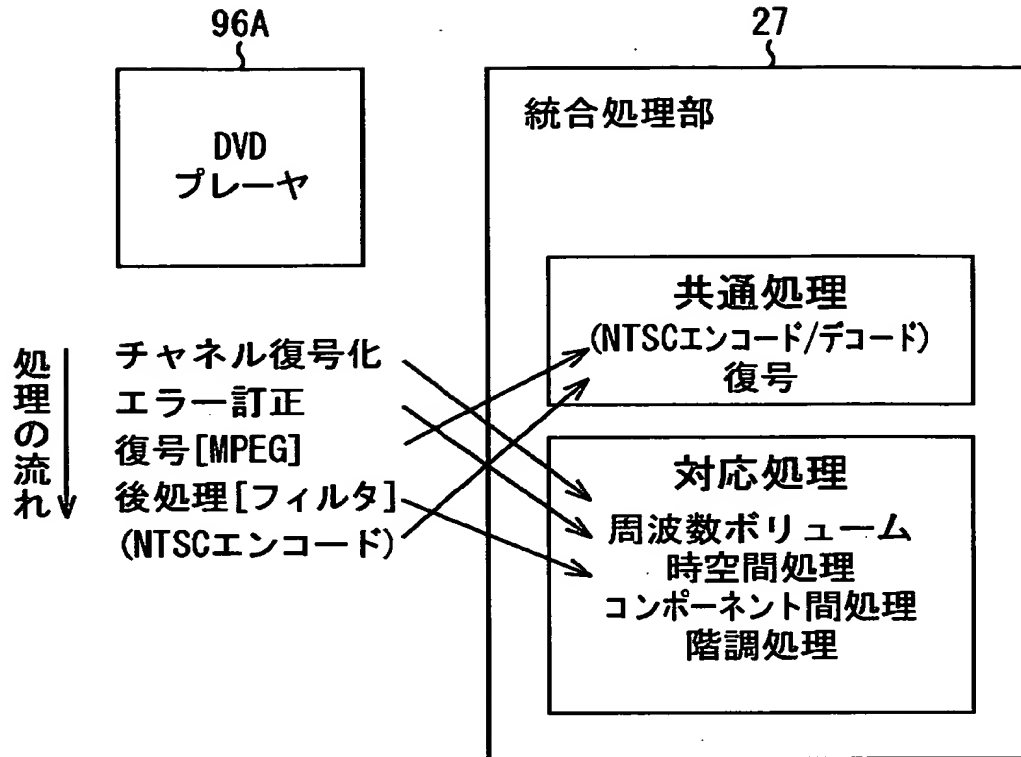 96A
27
DVD
プレーヤ
統合処理部
共通処理
(NTSCエンコード/デコード)
復号
処理の流れ
チャネル復号化
エラー訂正
復号[MPEG]
後処理[フィルタ]
(NTSCエンコード)
対応処理
周波数ボリューム
時空間処理
コンポーネント間処理
階調処理